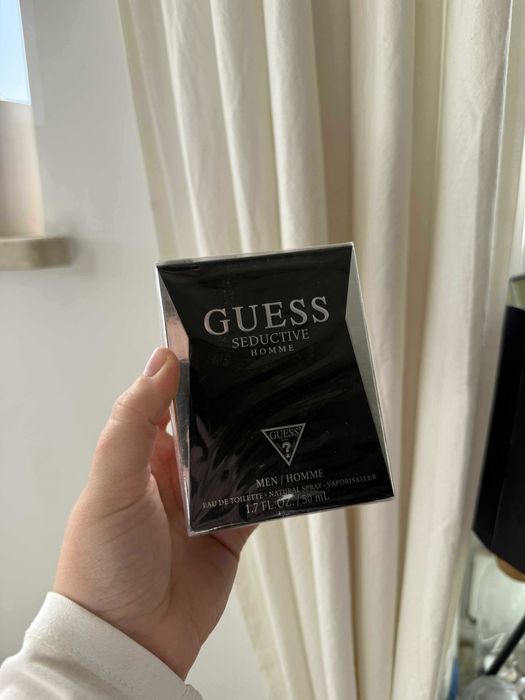 GUESS
SEDUCTIVE
HOMME
GUESS
?
MEN / HOMME
EAU DE TOILETTE · NATURAL SPRAY · VAPORISATEUR
1.7 FL. OZ. / 50 mL